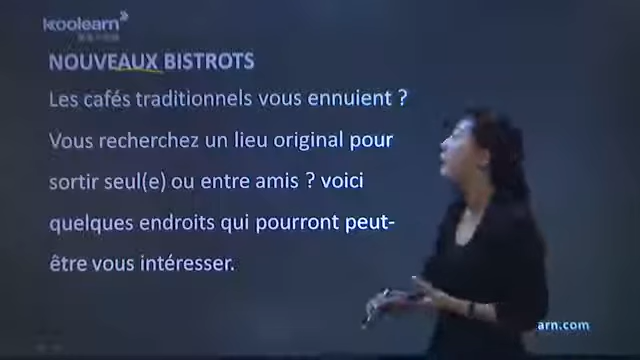 koolearn
NOUVEAUX BISTROTS
Les cafés traditionnels vous ennuient ?
Vous recherchez un lieu original pour
sortir seul(e) ou entre amis ? voici
quelques endroits qui pourront peut-
être vous intéresser.
arn.com